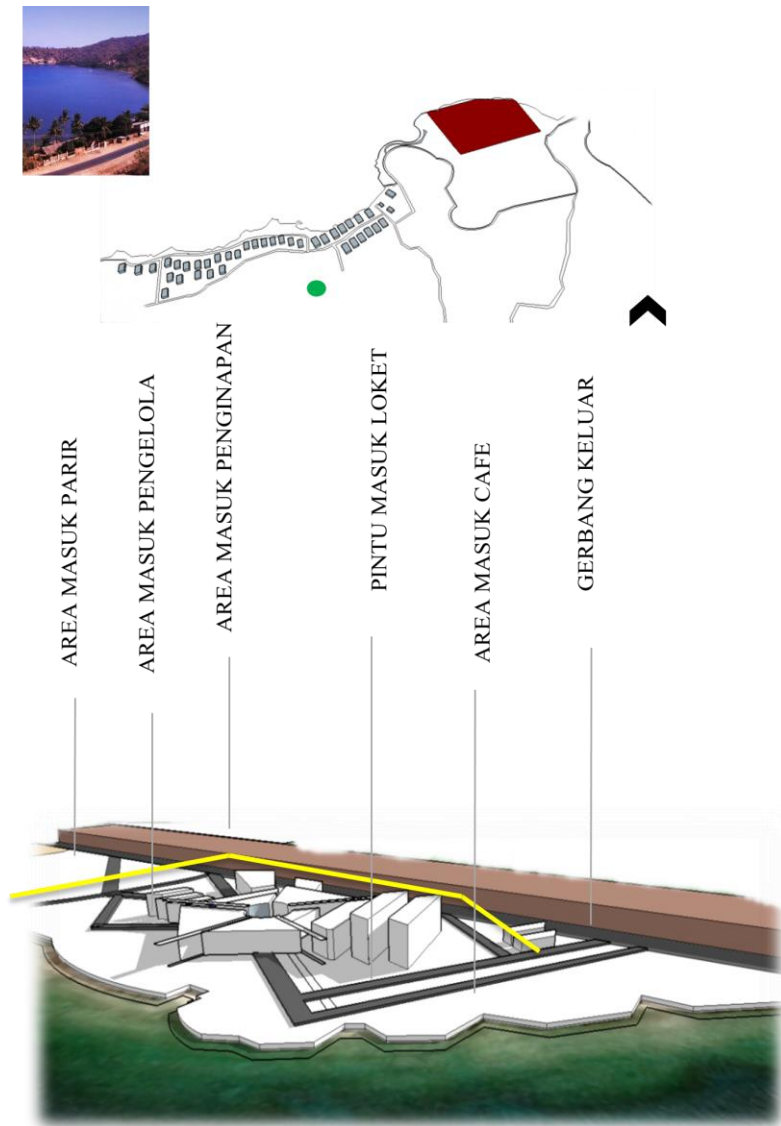 AREA MASUK PARIR
AREA MASUK PENGELOLA
AREA MASUK PENGINAPAN
PINTU MASUK LOKET
AREA MASUK CAFE
GERBANG KELUAR